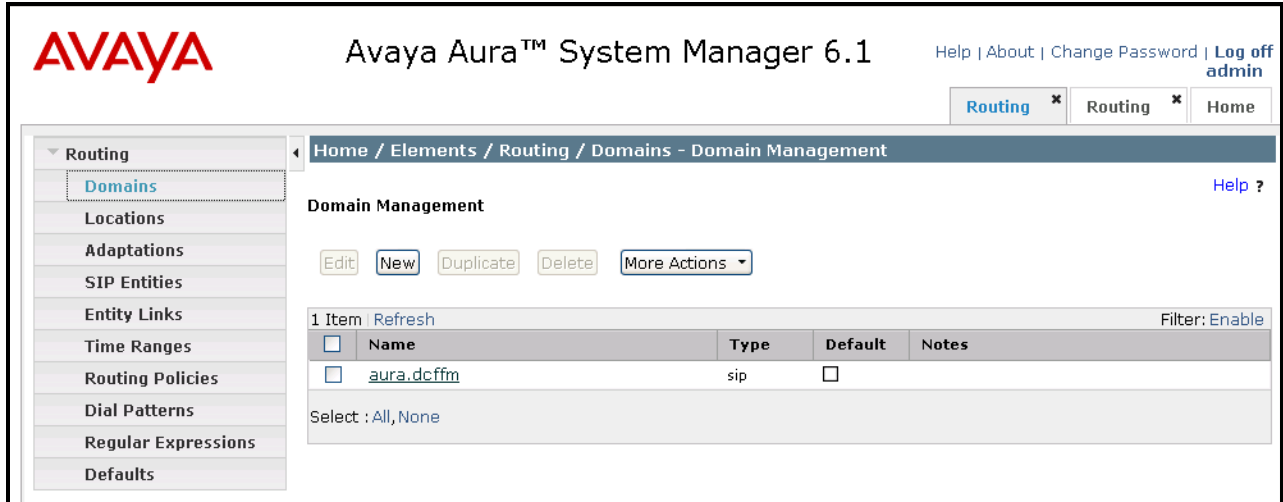 AVAYA
Avaya Aura™ System Manager 6.1
Help | About | Change Password | Log off
admin
Routing ✖ Routing ✖ Home
Routing
Domains
Locations
Adaptations
SIP Entities
Entity Links
Time Ranges
Routing Policies
Dial Patterns
Regular Expressions
Defaults
Home / Elements / Routing / Domains - Domain Management
Help ?
Domain Management
Edit New Duplicate Delete More Actions
1 Item | Refresh Filter: Enable
Name Type Default Notes
aura.dcffm sip
Select : All, None